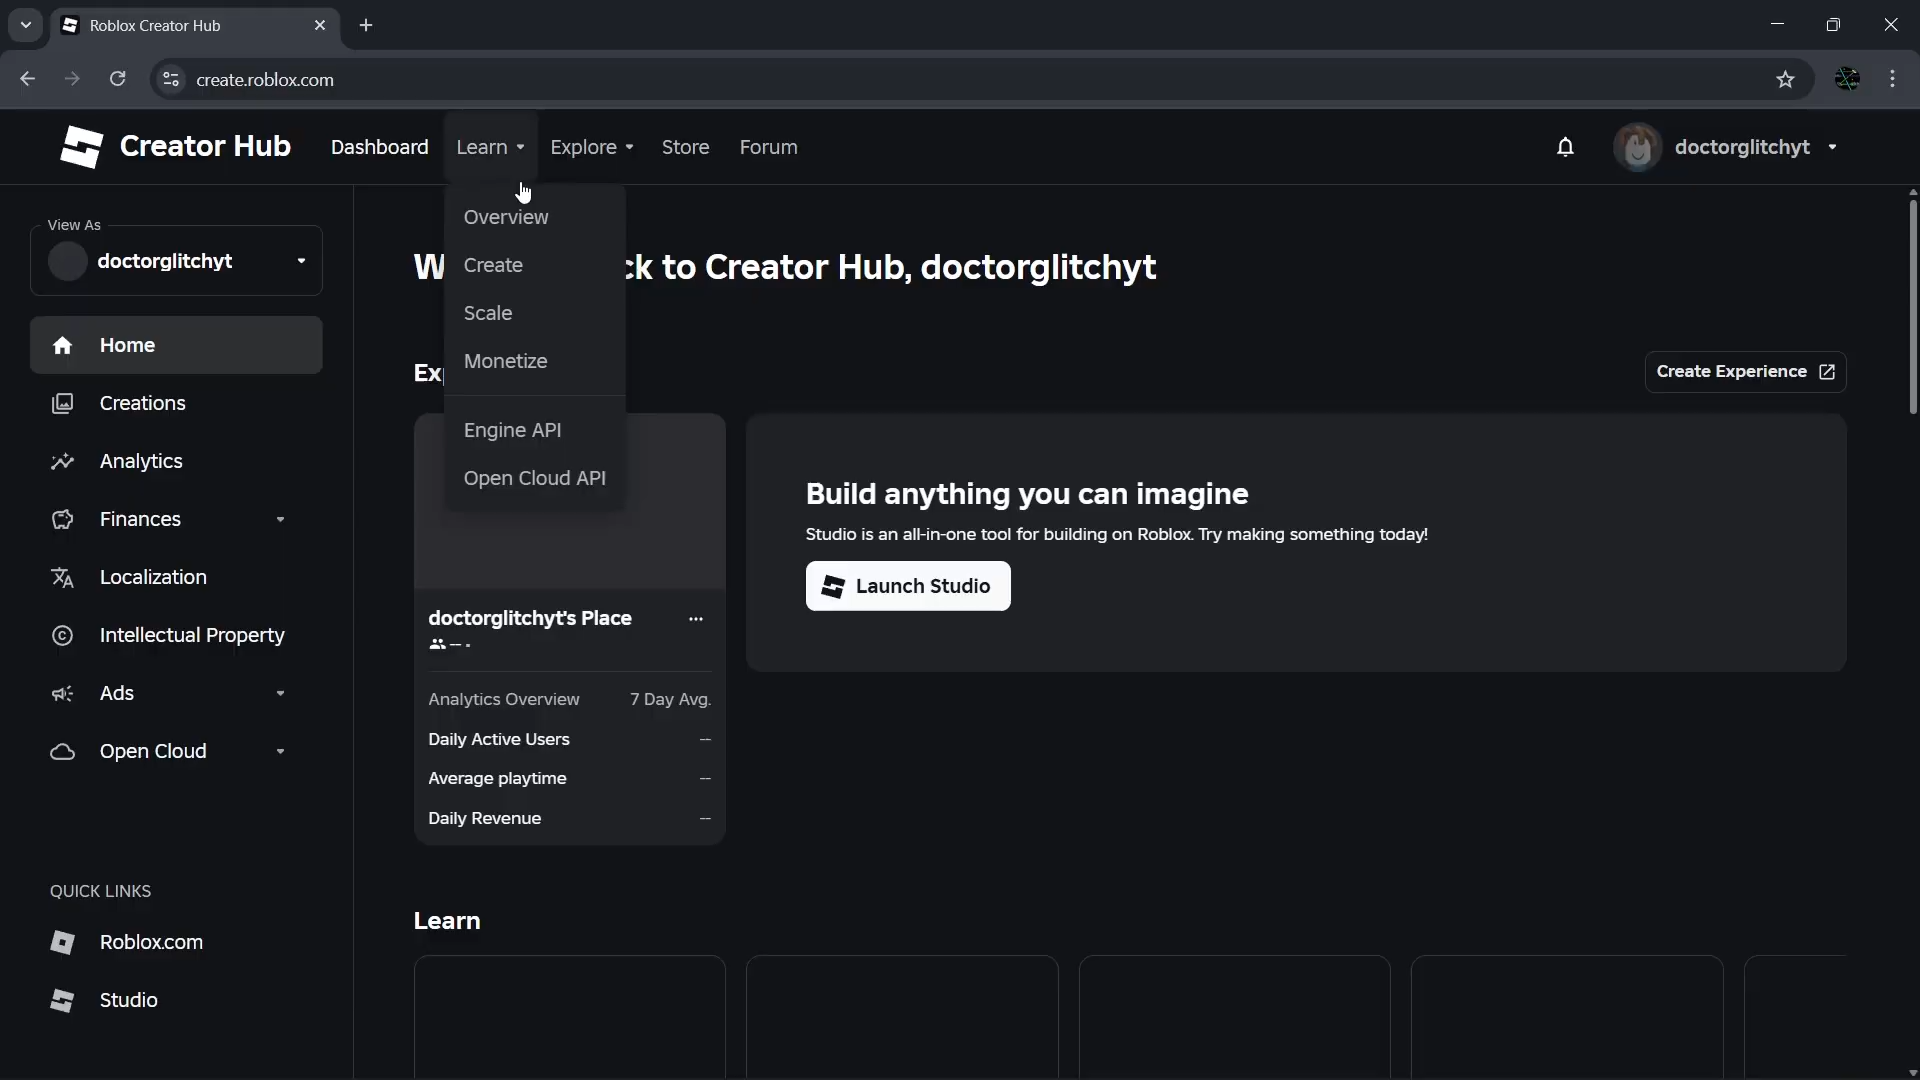 Roblox Creator Hub
create.roblox.com
Creator Hub
Dashboard
Learn
Explore
Store
Forum
doctorglitchyt
View As
doctorglitchyt
Home
Creations
Analytics
Finances
Localization
Intellectual Property
Ads
Open Cloud
QUICK LINKS
Roblox.com
Studio
Overview
Create
Scale
Monetize
Engine API
Open Cloud API
ck to Creator Hub, doctorglitchyt
Create Experience
doctorglitchyt's Place
--
Analytics Overview 7 Day Avg.
Daily Active Users --
Average playtime --
Daily Revenue --
Build anything you can imagine
Studio is an all-in-one tool for building on Roblox. Try making something today!
Launch Studio
Learn